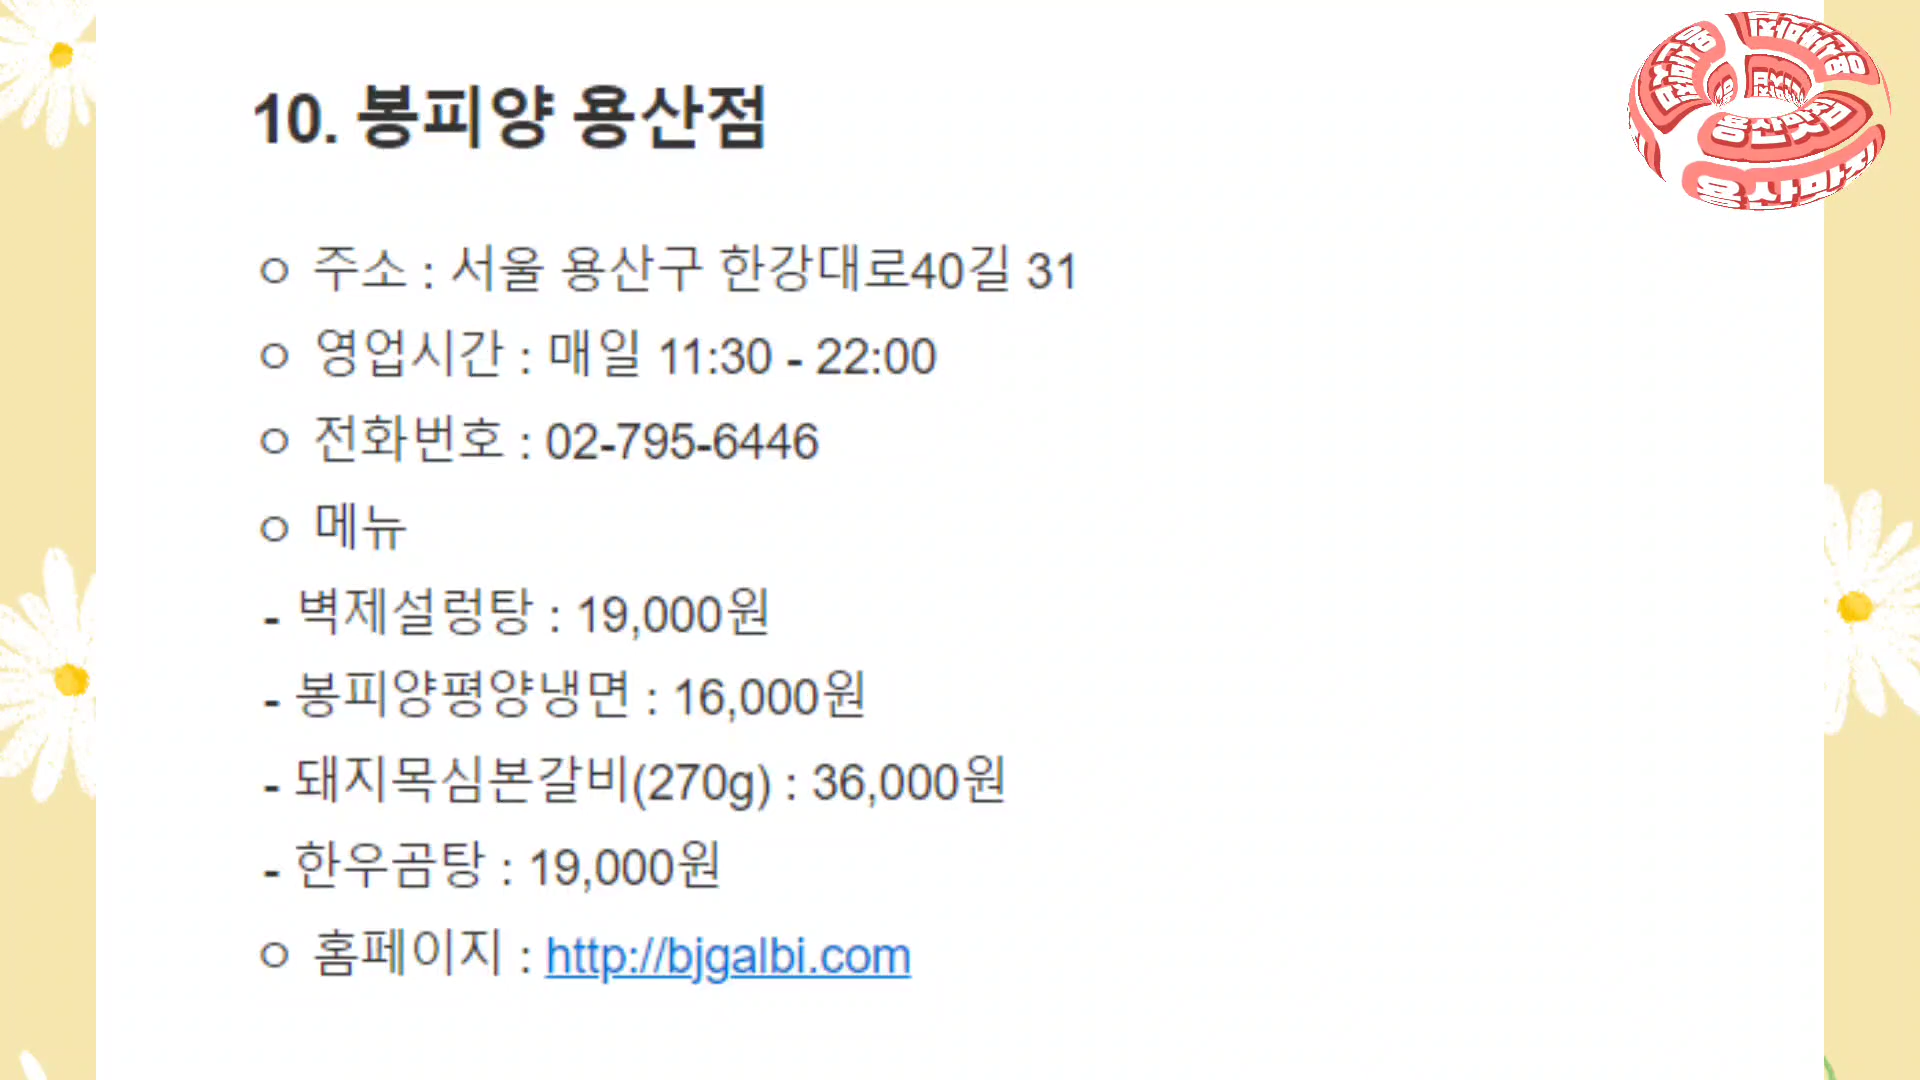 10. 봉피양 용산점
용산맛집
○ 주소 : 서울 용산구 한강대로40길 31
○ 영업시간 : 매일 11:30 - 22:00
○ 전화번호 : 02-795-6446
○ 메뉴
- 벽제설렁탕 : 19,000원
- 봉피양평양냉면 : 16,000원
- 돼지목심본갈비(270g) : 36,000원
- 한우곰탕 : 19,000원
○ 홈페이지 : http://bjgalbi.com